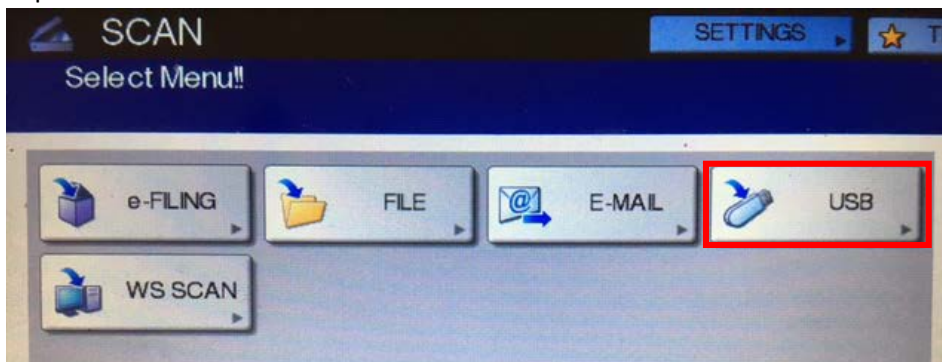 SCAN
SETTINGS
Select Menu!!
e-FILING
FILE
@
E-MAIL
USB
WS SCAN